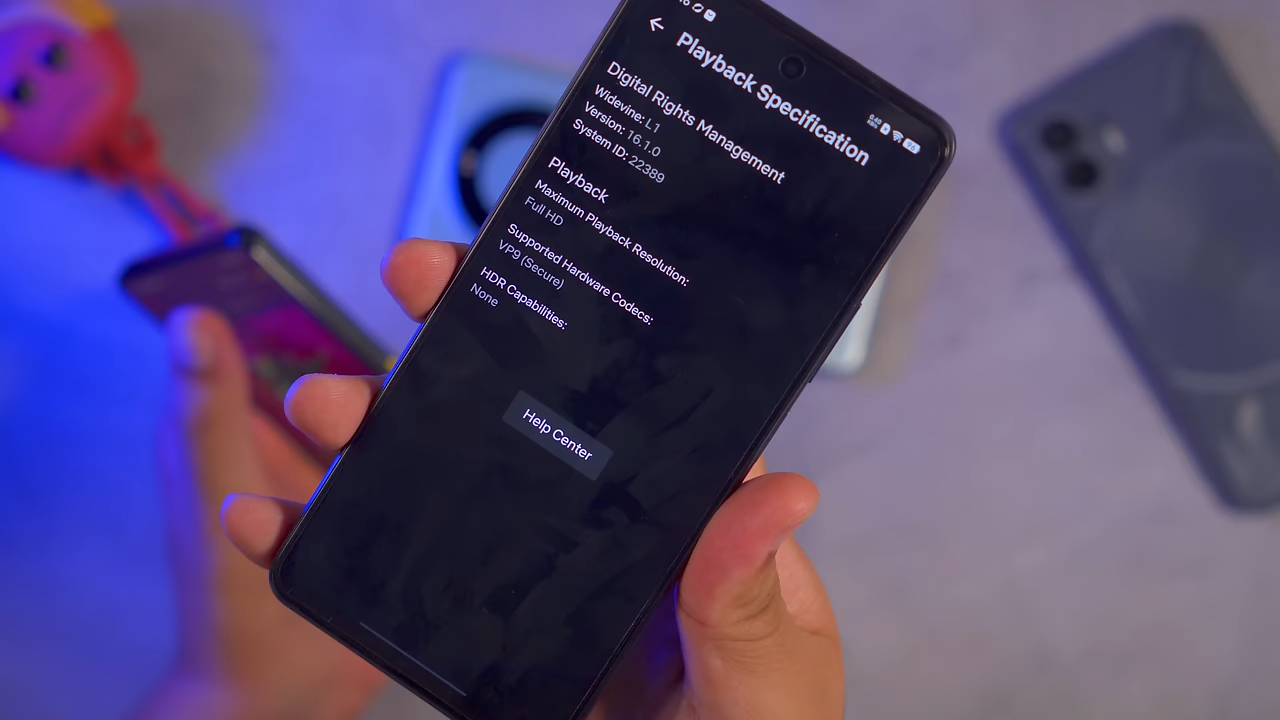 Playback Specification
Digital Rights Management
Widevine: L1
Version: 16.1.0
System ID: 22389
Playback
Maximum Playback Resolution:
Full HD
Supported Hardware Codecs:
VP9 (Secure)
HDR Capabilities:
None
Help Center